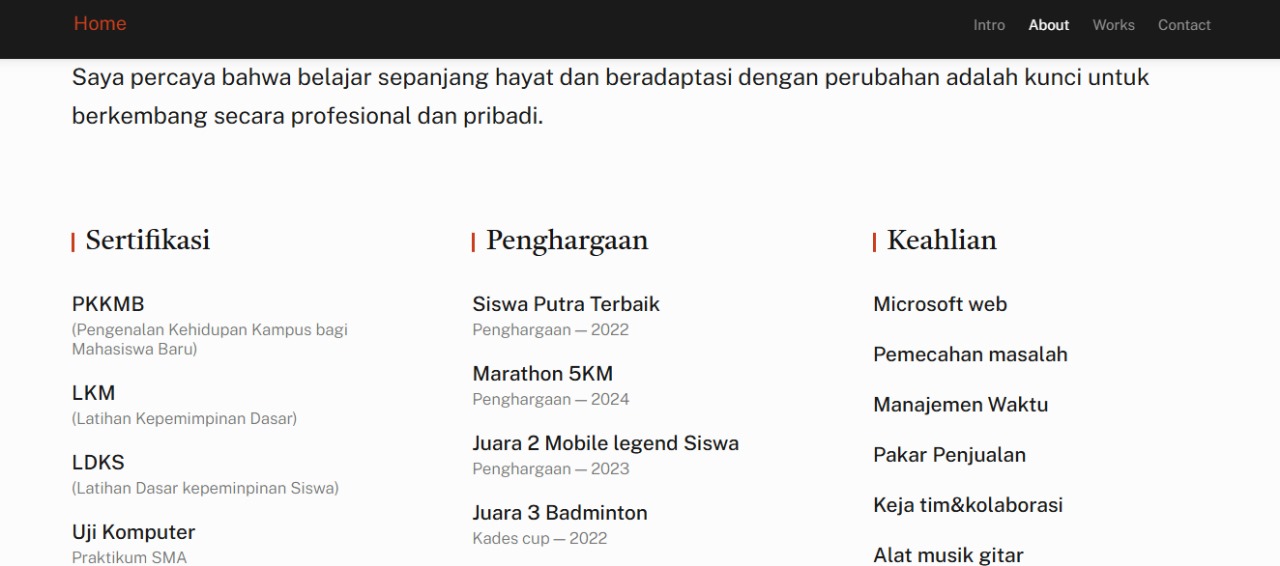 Home
Intro About Works Contact
Saya percaya bahwa belajar sepanjang hayat dan beradaptasi dengan perubahan adalah kunci untuk
berkembang secara profesional dan pribadi.
Sertifikasi
PKKMB
(Pengenalan Kehidupan Kampus bagi
Mahasiswa Baru)
LKM
(Latihan Kepemimpinan Dasar)
LDKS
(Latihan Dasar kepeminpinan Siswa)
Uji Komputer
Praktikum SMA
Penghargaan
Siswa Putra Terbaik
Penghargaan — 2022
Marathon 5KM
Penghargaan — 2024
Juara 2 Mobile legend Siswa
Penghargaan — 2023
Juara 3 Badminton
Kades cup — 2022
Keahlian
Microsoft web
Pemecahan masalah
Manajemen Waktu
Pakar Penjualan
Keja tim&kolaborasi
Alat musik gitar